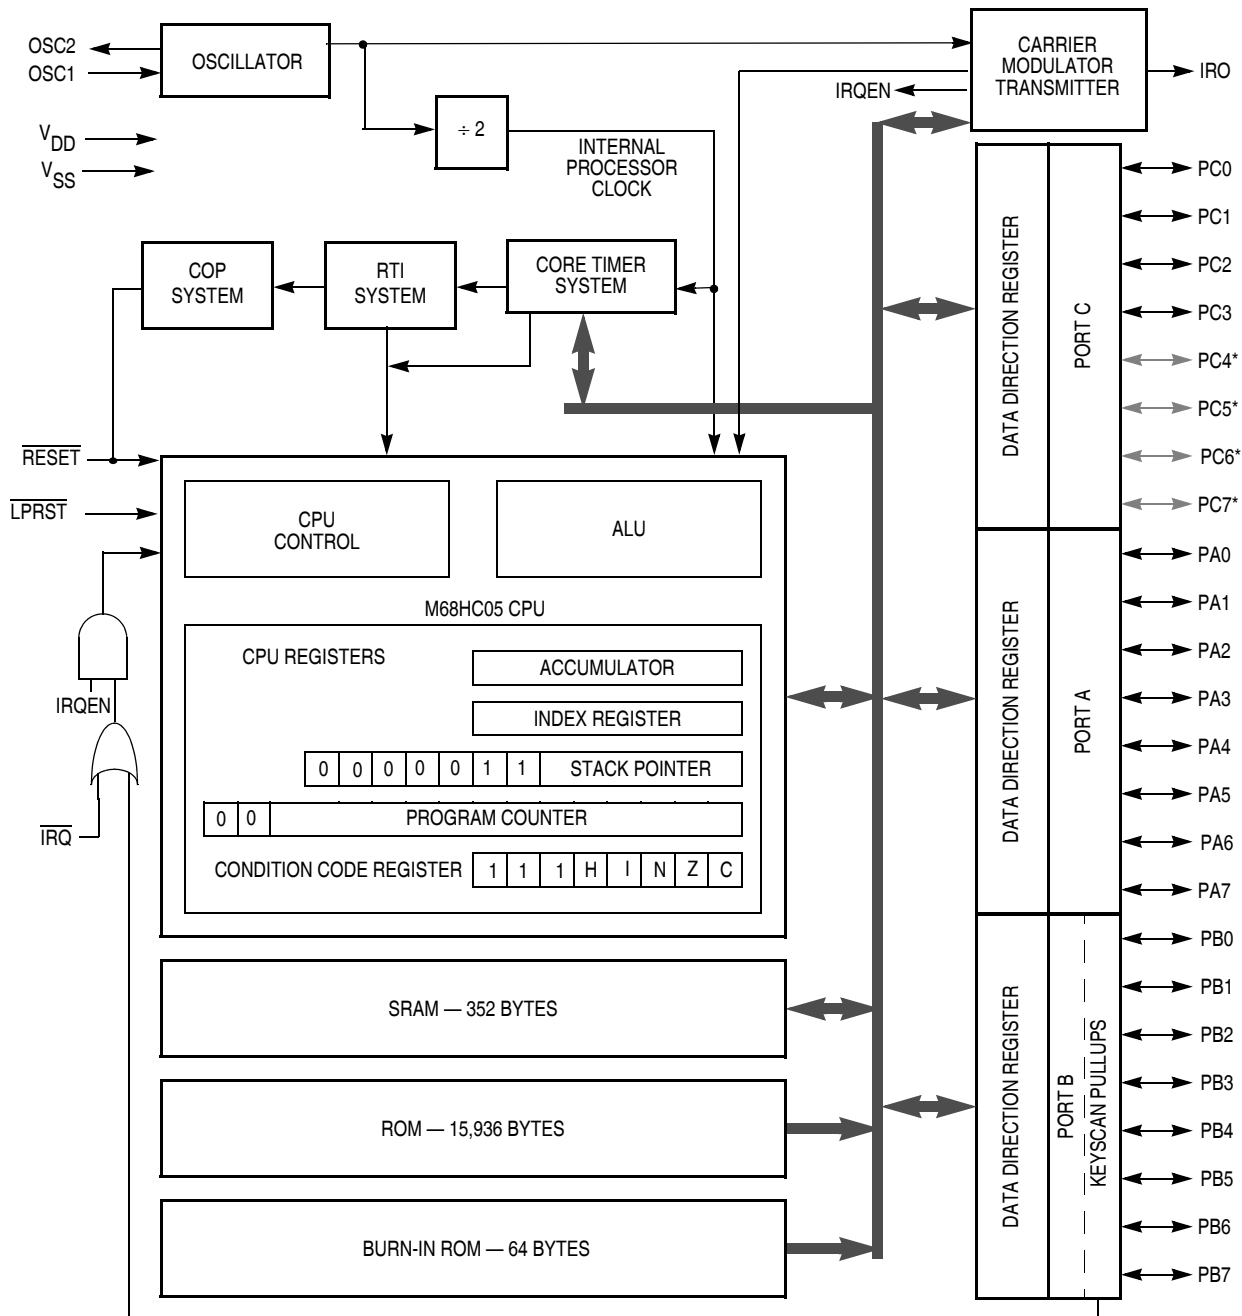 OSC2
OSC1
OSCILLATOR
CARRIER
MODULATOR
TRANSMITTER
IRO
IRQEN
VDD
VSS
÷ 2
INTERNAL
PROCESSOR
CLOCK
COP
SYSTEM
RTI
SYSTEM
CORE TIMER
SYSTEM
RESET
LPRST
IRQEN
IRQ
CPU
CONTROL
ALU
M68HC05 CPU
CPU REGISTERS
ACCUMULATOR
INDEX REGISTER
0 0 0 0 0 1 1 STACK POINTER
0 0 PROGRAM COUNTER
CONDITION CODE REGISTER 1 1 1 H I N Z C
SRAM — 352 BYTES
ROM — 15,936 BYTES
BURN-IN ROM — 64 BYTES
DATA DIRECTION REGISTER
PORT C
PC0
PC1
PC2
PC3
PC4*
PC5*
PC6*
PC7*
DATA DIRECTION REGISTER
PORT A
PA0
PA1
PA2
PA3
PA4
PA5
PA6
PA7
DATA DIRECTION REGISTER
PORT B
KEYSCAN PULLUPS
PB0
PB1
PB2
PB3
PB4
PB5
PB6
PB7